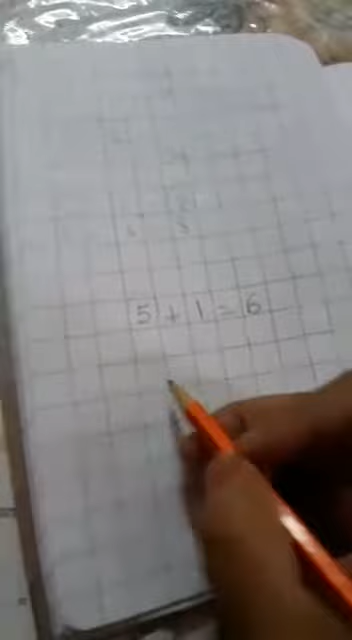 5 + 1 = 6